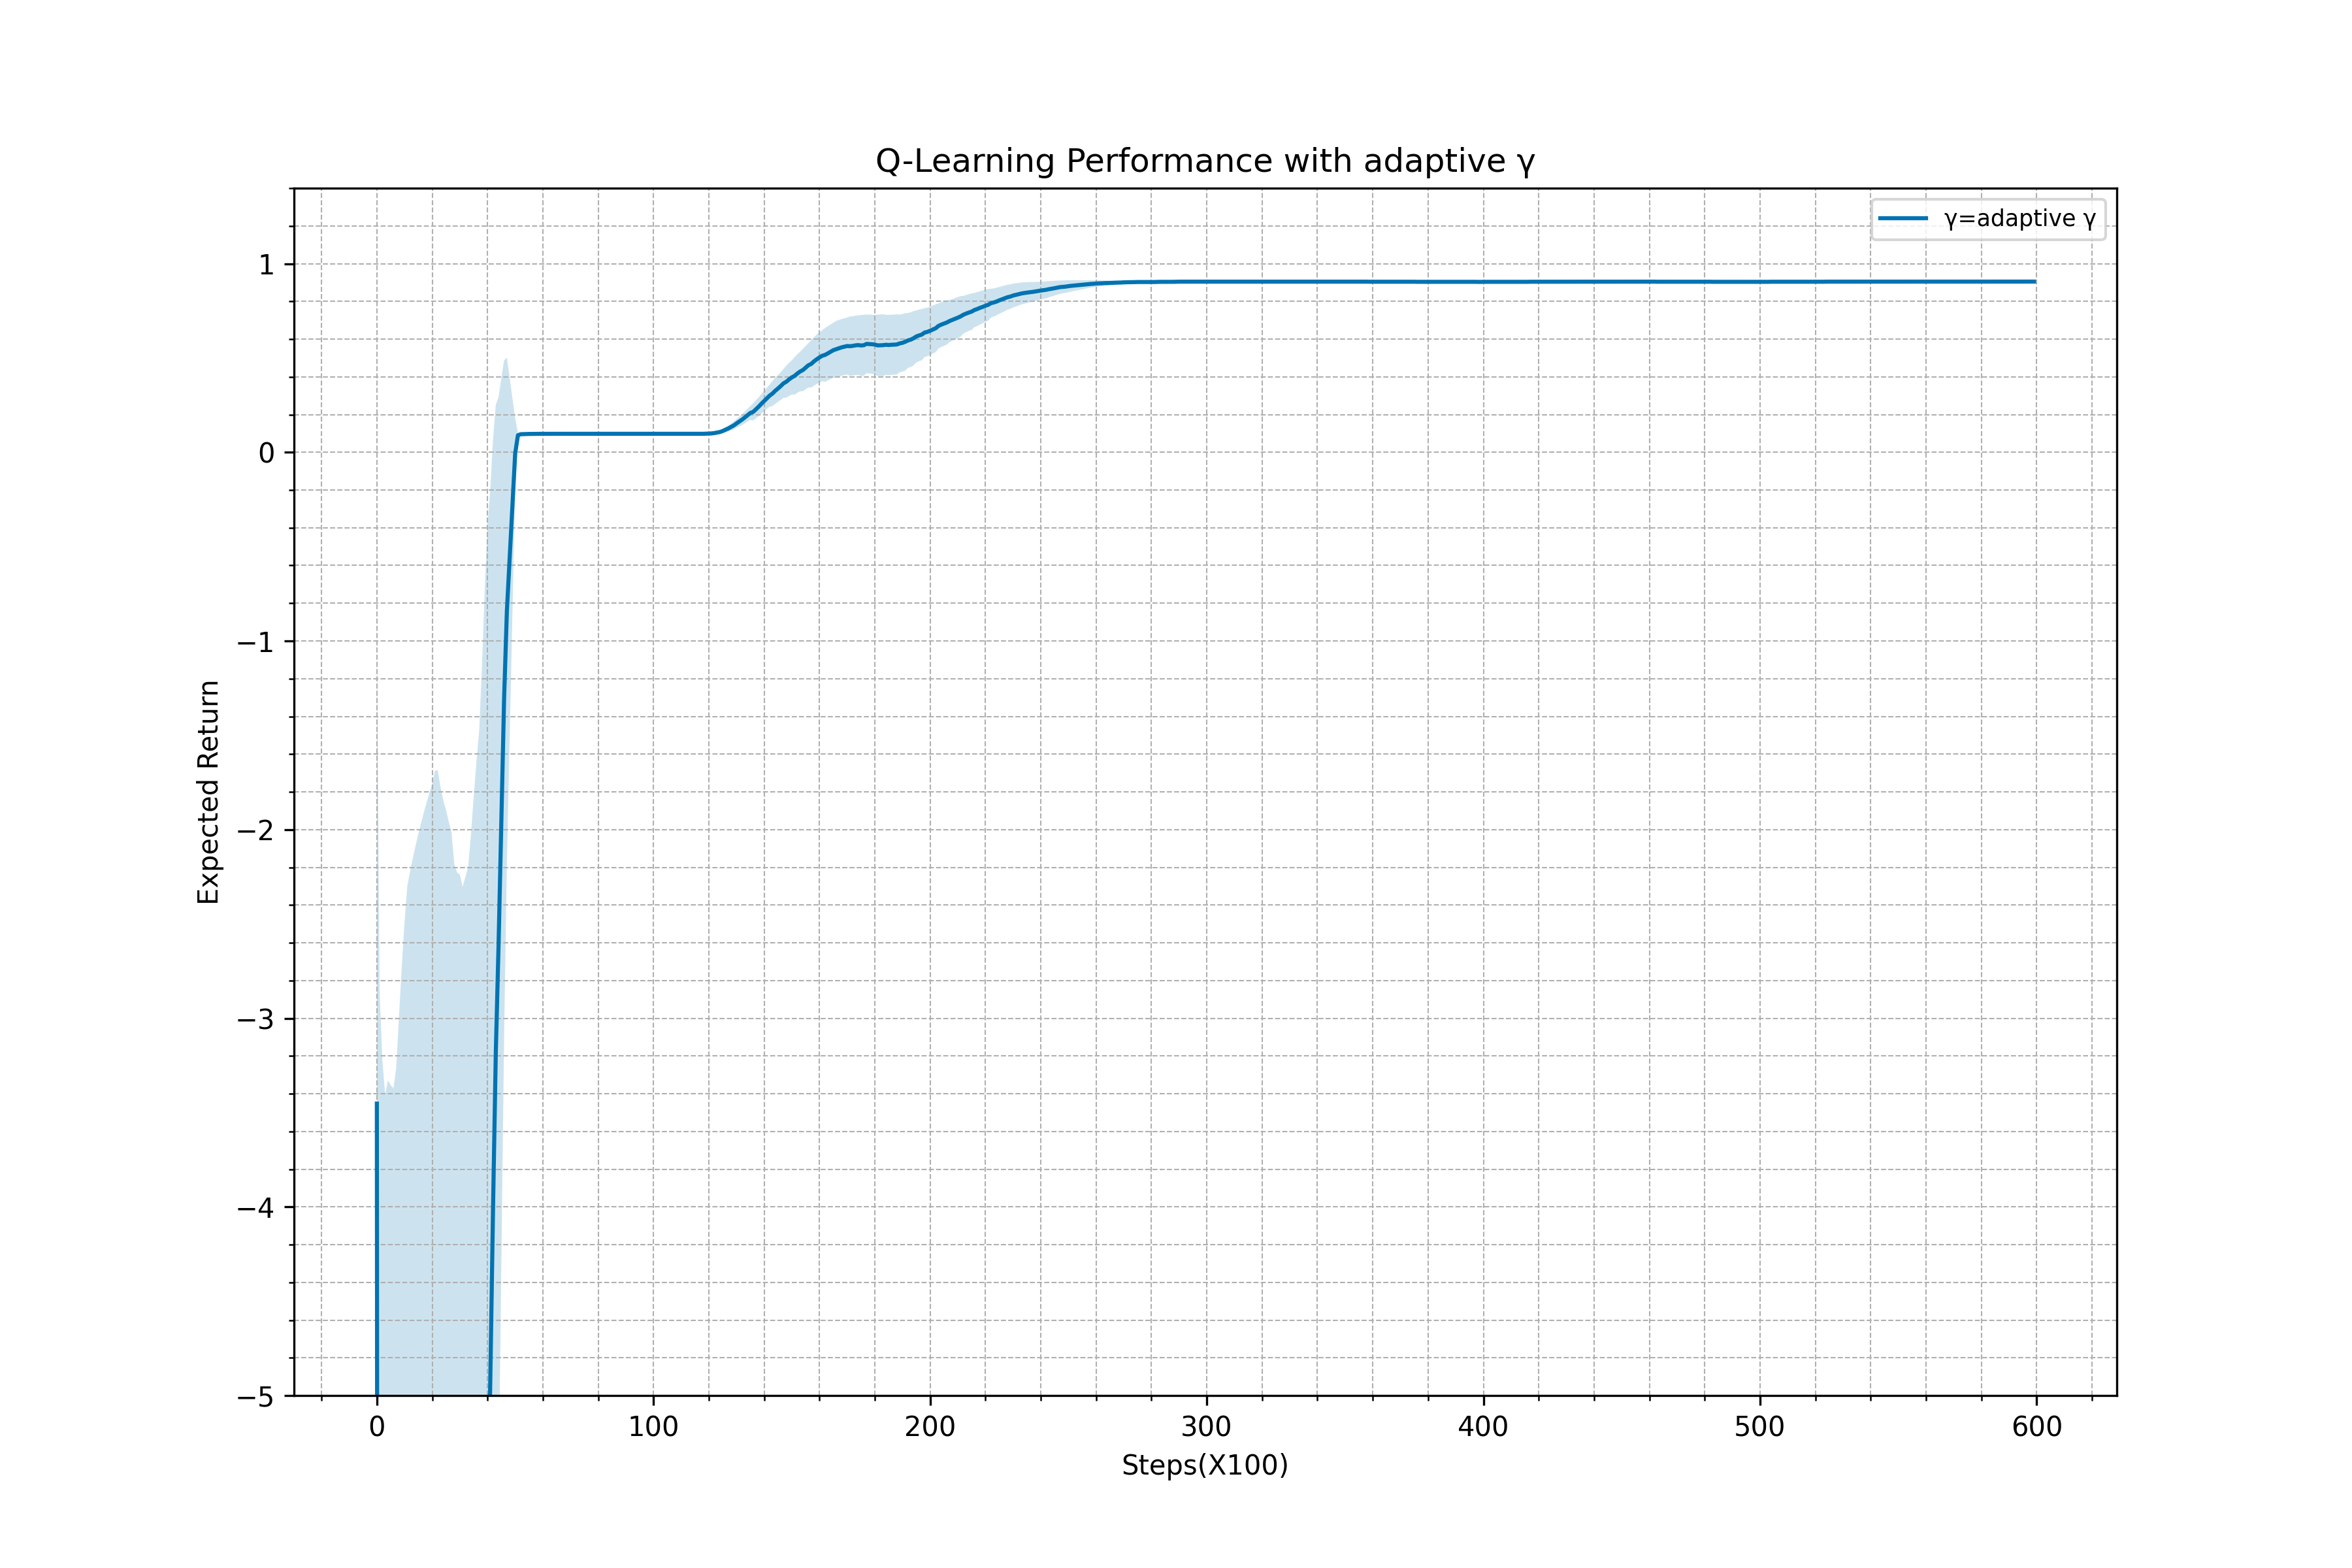 Q-Learning Performance with adaptive γ
γ=adaptive γ
1
0
−1
−2
−3
−4
−5
Expected Return
0 100 200 300 400 500 600
Steps(X100)